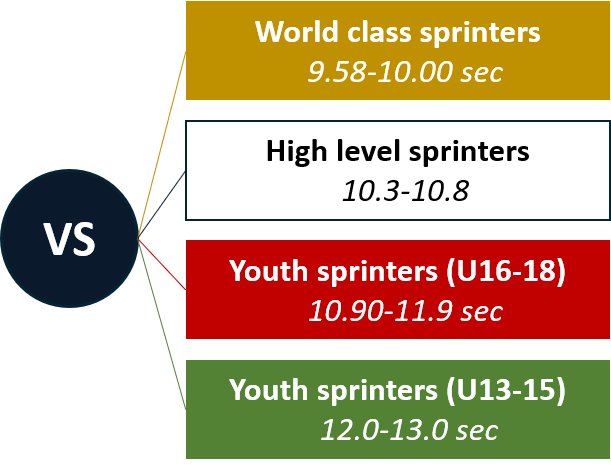 VS
World class sprinters
9.58-10.00 sec
High level sprinters
10.3-10.8
Youth sprinters (U16-18)
10.90-11.9 sec
Youth sprinters (U13-15)
12.0-13.0 sec